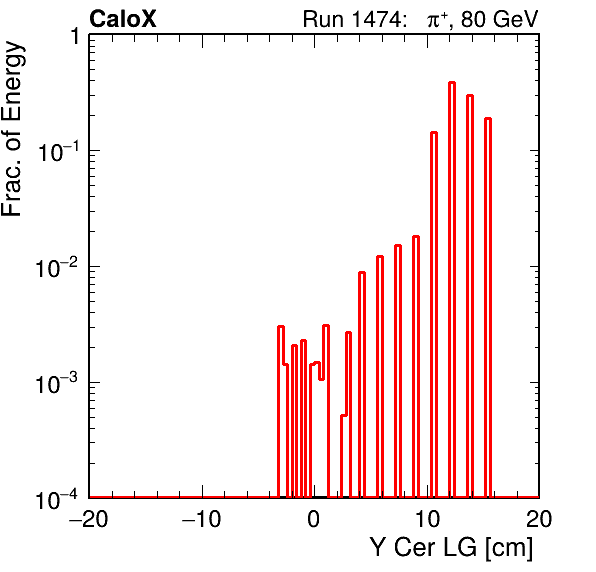 CaloX Run 1474: π⁺, 80 GeV
Frac. of Energy
1
10⁻¹
10⁻²
10⁻³
10⁻⁴
−20 −10 0 10 20
Y Cer LG [cm]